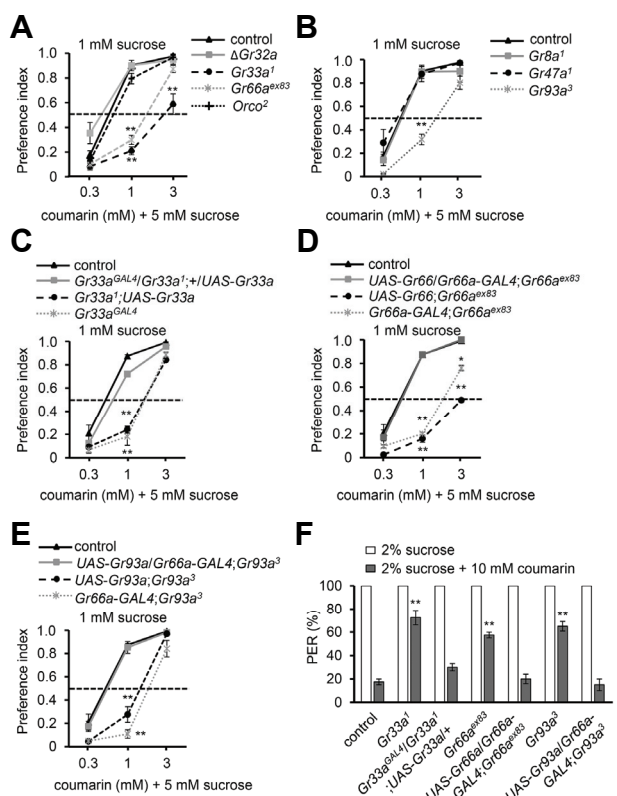 A
1 mM sucrose
control
ΔGr32a
Gr33a¹
Gr66aᵉˣ⁸³
Orco²
Preference index
1.0
0.8
0.6
0.4
0.2
0
**
**
**
0.3 1 3
coumarin (mM) + 5 mM sucrose
B
1 mM sucrose
control
Gr8a¹
Gr47a¹
Gr93a³
Preference index
1.0
0.8
0.6
0.4
0.2
0
**
0.3 1 3
coumarin (mM) + 5 mM sucrose
C
control
Gr33aᴳᴬᴸ⁴/Gr33a¹;+/UAS-Gr33a
Gr33a¹;UAS-Gr33a
Gr33aᴳᴬᴸ⁴
1 mM sucrose
Preference index
1.0
0.8
0.6
0.4
0.2
0
**
**
0.3 1 3
coumarin (mM) + 5 mM sucrose
D
control
UAS-Gr66/Gr66a-GAL4;Gr66aᵉˣ⁸³
UAS-Gr66;Gr66aᵉˣ⁸³
Gr66a-GAL4;Gr66aᵉˣ⁸³
1 mM sucrose
Preference index
1.0
0.8
0.6
0.4
0.2
0
*
**
**
**
0.3 1 3
coumarin (mM) + 5 mM sucrose
E
control
UAS-Gr93a/Gr66a-GAL4;Gr93a³
UAS-Gr93a;Gr93a³
Gr66a-GAL4;Gr93a³
1 mM sucrose
Preference index
1.0
0.8
0.6
0.4
0.2
0
**
**
0.3 1 3
coumarin (mM) + 5 mM sucrose
F
2% sucrose
2% sucrose + 10 mM coumarin
PER (%)
100
80
60
40
20
0
**
**
**
control
Gr33a¹
Gr33aᴳᴬᴸ⁴/Gr33a¹
;UAS-Gr33a/+
Gr66aᵉˣ⁸³
UAS-Gr66a/Gr66a-
GAL4;Gr66aᵉˣ⁸³
Gr93a³
UAS-Gr93a/Gr66a-
GAL4;Gr93a³